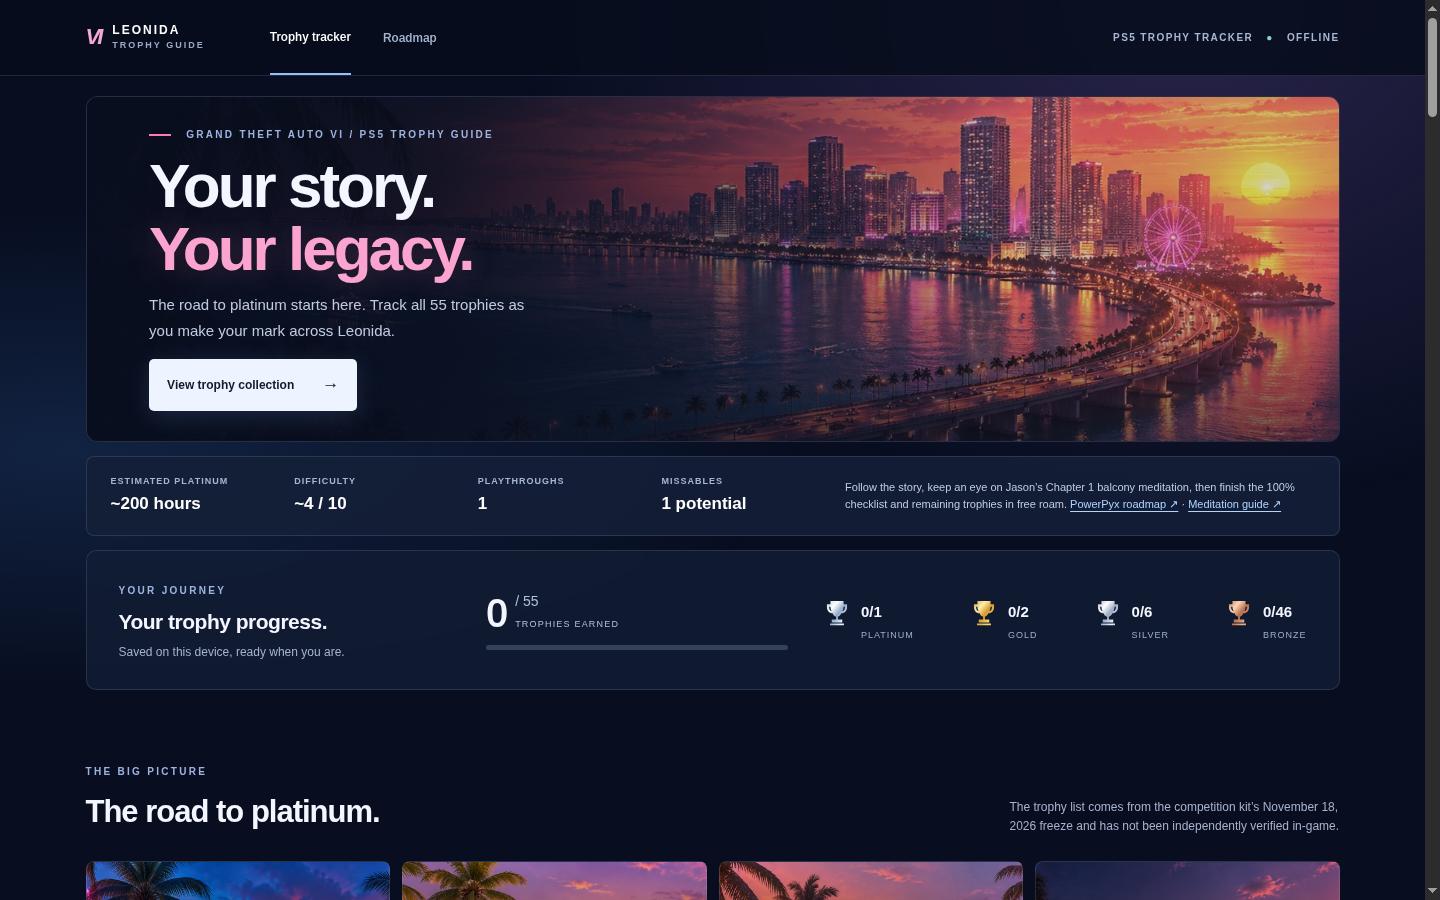 VI LEONIDA
TROPHY GUIDE
Trophy tracker
Roadmap
PS5 TROPHY TRACKER • OFFLINE
GRAND THEFT AUTO VI / PS5 TROPHY GUIDE
Your story.
Your legacy.
The road to platinum starts here. Track all 55 trophies as
you make your mark across Leonida.
View trophy collection →
ESTIMATED PLATINUM
~200 hours
DIFFICULTY
~4 / 10
PLAYTHROUGHS
1
MISSABLES
1 potential
Follow the story, keep an eye on Jason’s Chapter 1 balcony meditation, then finish the 100%
checklist and remaining trophies in free roam. PowerPyx roadmap ↗ · Meditation guide ↗
YOUR JOURNEY
Your trophy progress.
Saved on this device, ready when you are.
0 / 55
TROPHIES EARNED
0/1
PLATINUM
0/2
GOLD
0/6
SILVER
0/46
BRONZE
THE BIG PICTURE
The road to platinum.
The trophy list comes from the competition kit’s November 18,
2026 freeze and has not been independently verified in-game.